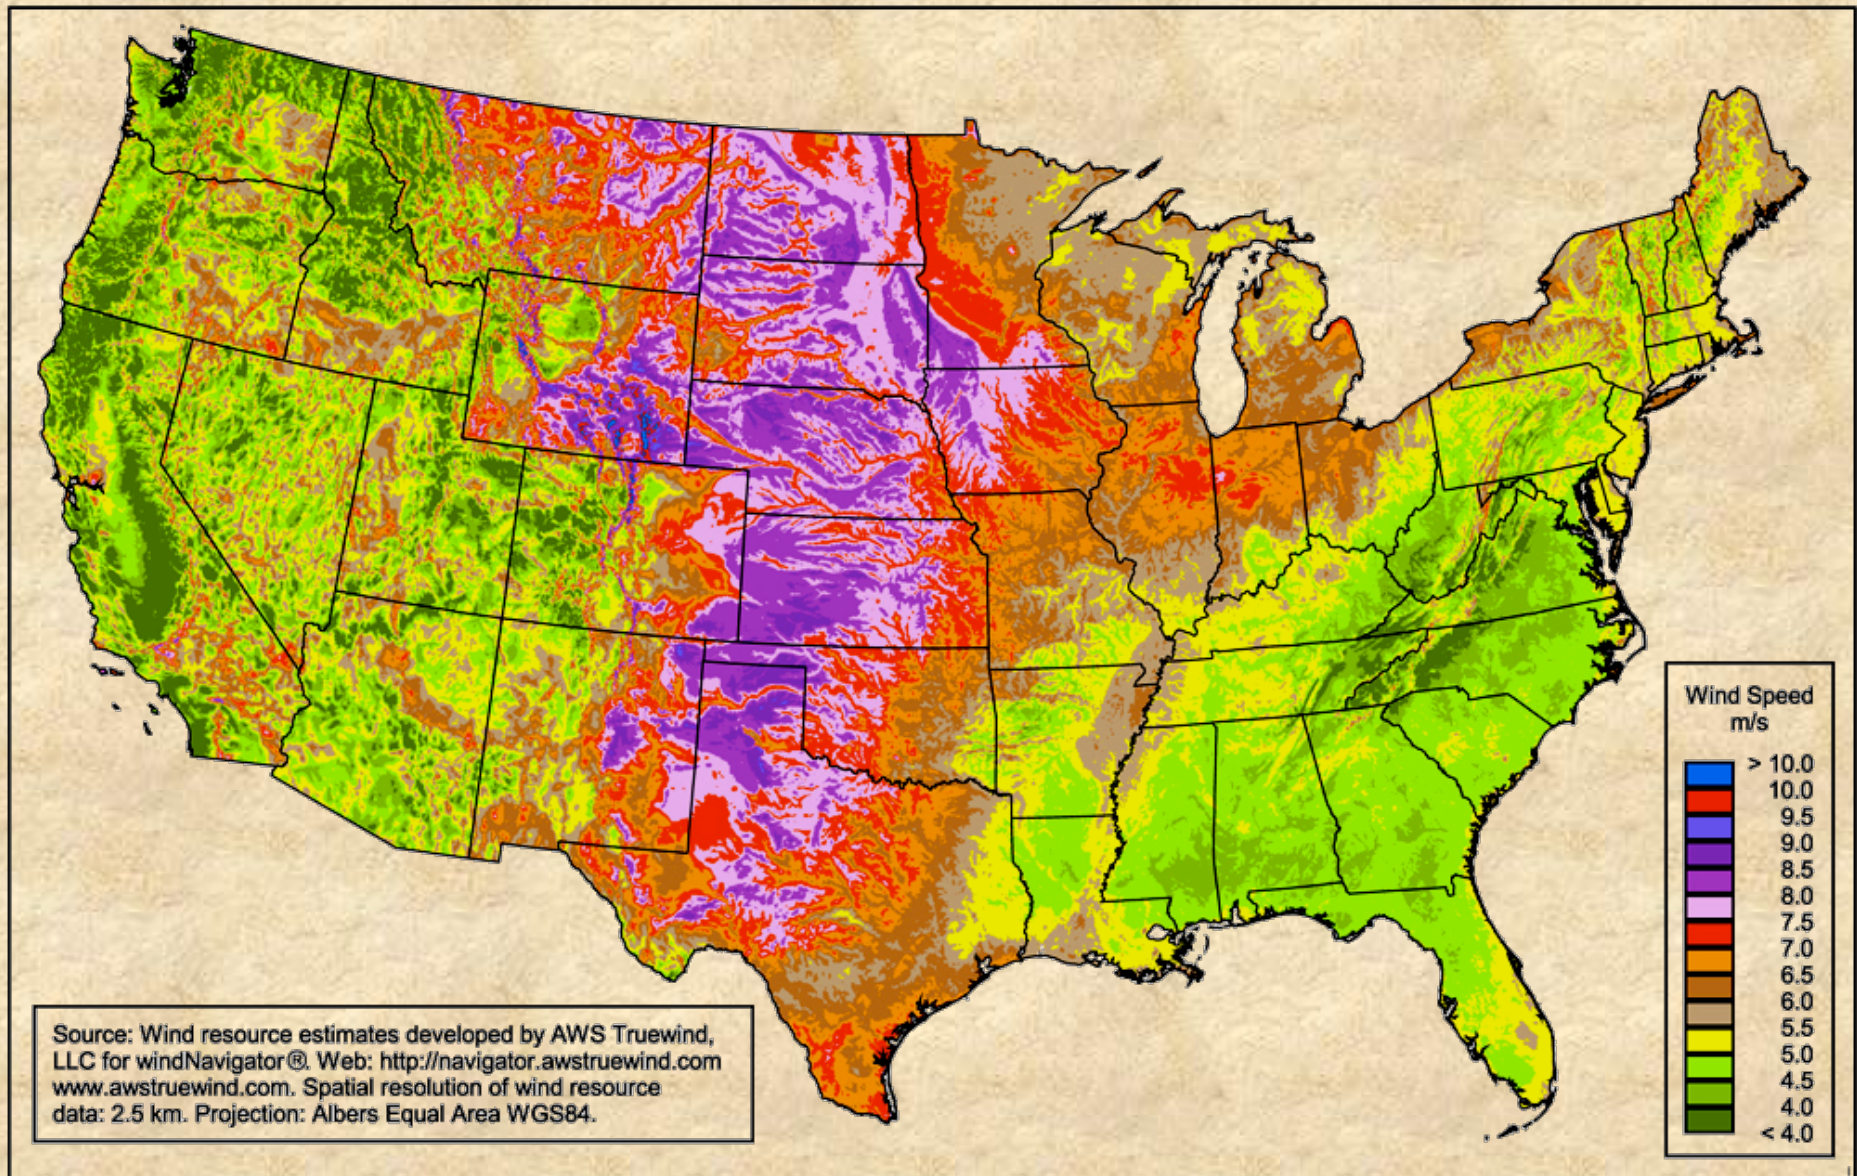 Wind Speed
m/s
> 10.0
10.0
9.5
9.0
8.5
8.0
7.5
7.0
6.5
6.0
5.5
5.0
4.5
4.0
< 4.0
Source: Wind resource estimates developed by AWS Truewind,
LLC for windNavigator®. Web: http://navigator.awstruewind.com
www.awstruewind.com. Spatial resolution of wind resource
data: 2.5 km. Projection: Albers Equal Area WGS84.